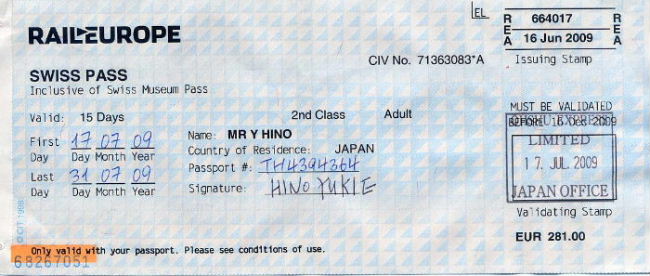 EL
RAILEUROPE
R E A 664017 R E A
16 Jun 2009
CIV No. 71363083*A
Issuing Stamp
SWISS PASS
Inclusive of Swiss Museum Pass
Valid: 15 Days
2nd Class Adult
MUST BE VALIDATED
BEFORE: 16 Dec 2009
EXPRESS
LIMITED
17. JUL 2009
JAPAN OFFICE
First 17 07 09
Day Day Month Year
Last 31 07 09
Day Day Month Year
Name: MR Y HINO
Country of Residence: JAPAN
Passport #: TH4394364
Signature: HINO YUKIE
Validating Stamp
EUR 281.00
© CIT 1998
Only valid with your passport. Please see conditions of use.
68267051